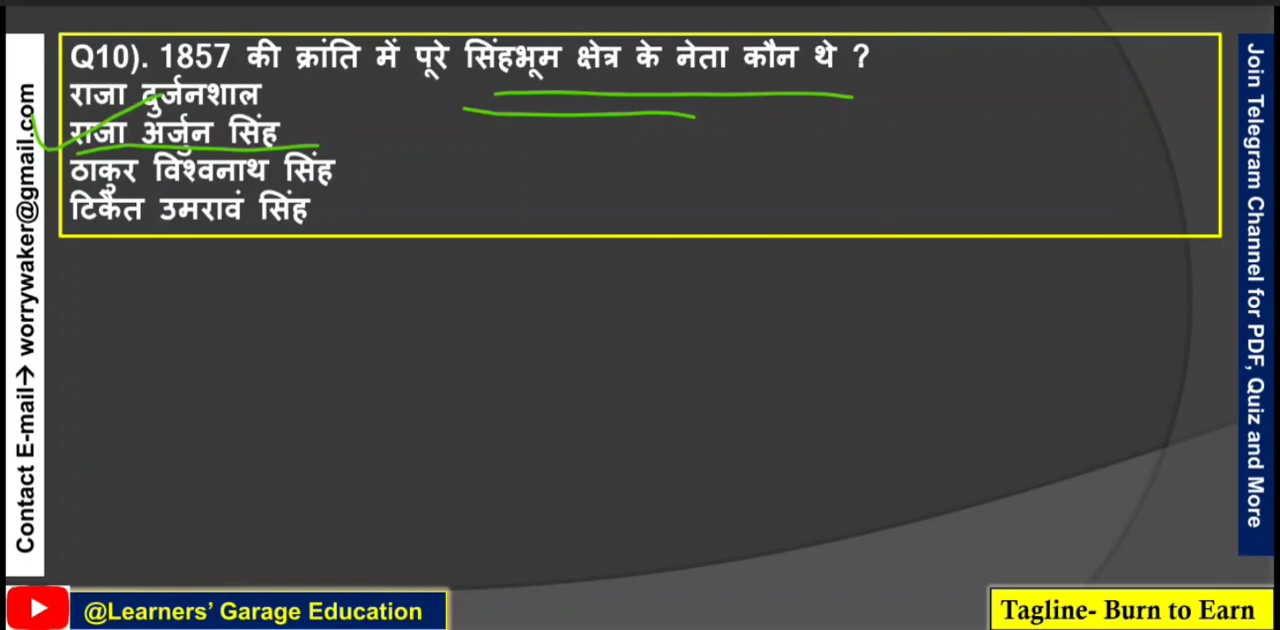 Q10). 1857 की क्रांति में पूरे सिंहभूम क्षेत्र के नेता कौन थे ?
राजा दुर्जनशाल
राजा अर्जुन सिंह
ठाकुर विश्वनाथ सिंह
टिकैत उमरावं सिंह
Contact E-mail→ worrywaker@gmail.com
Join Telegram Channel for PDF, Quiz and More
@Learners’ Garage Education
Tagline- Burn to Earn